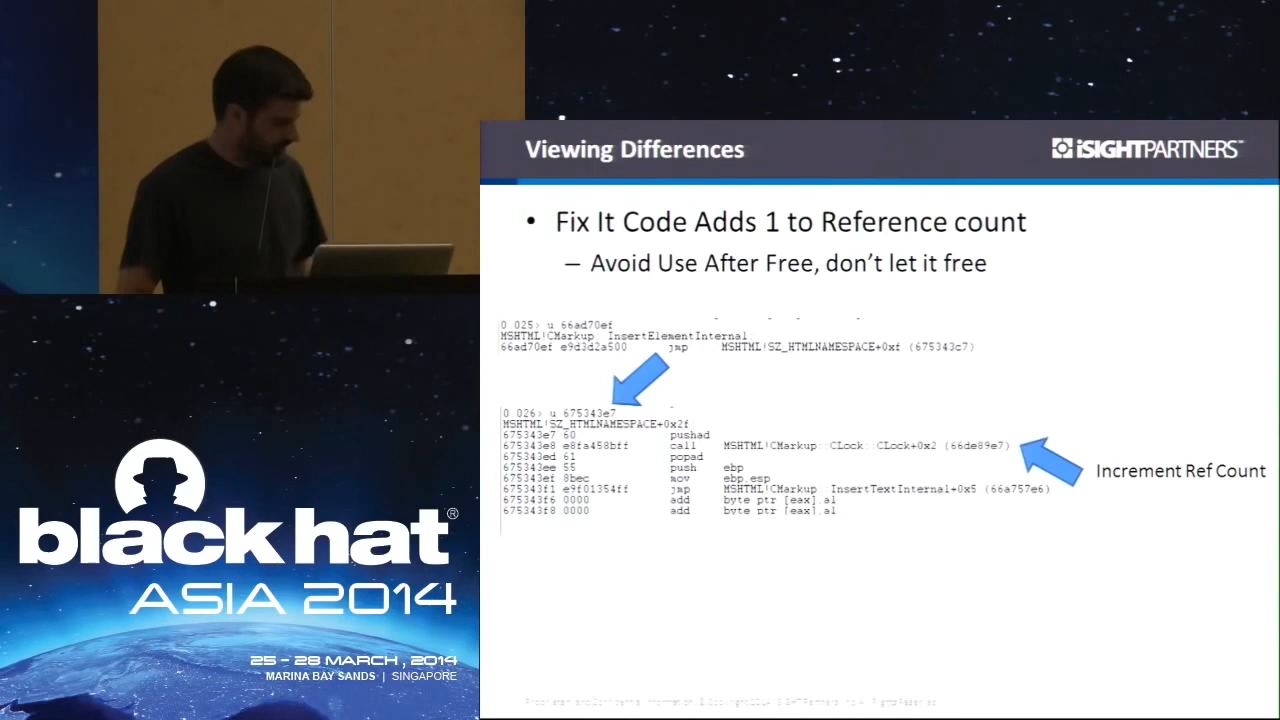 Viewing Differences
iSIGHTPARTNERS
• Fix It Code Adds 1 to Reference count
– Avoid Use After Free, don't let it free
0 025> u 66ad70ef
MSHTML!CMarkup InsertElementInternal
66ad70ef e9d3d2a500 jmp MSHTML!SZ_HTMLNAMESPACE+0xf (675343c7)
0 026> u 675343e7
MSHTML!SZ_HTMLNAMESPACE+0x2f
675343e7 60 pushad
675343e8 e8fa458bff call MSHTML!CMarkup::CLock::CLock+0x2 (66de89e7)
675343ed 61 popad
675343ee 55 push ebp
675343ef 8bec mov ebp,esp
675343f1 e9f01354ff jmp MSHTML!CMarkup InsertTextInternal+0x5 (66a757e6)
675343f6 0000 add byte ptr [eax],al
675343f8 0000 add byte ptr [eax],al
Increment Ref Count
black hat®
ASIA 2014
25 - 28 MARCH, 2014
MARINA BAY SANDS | SINGAPORE